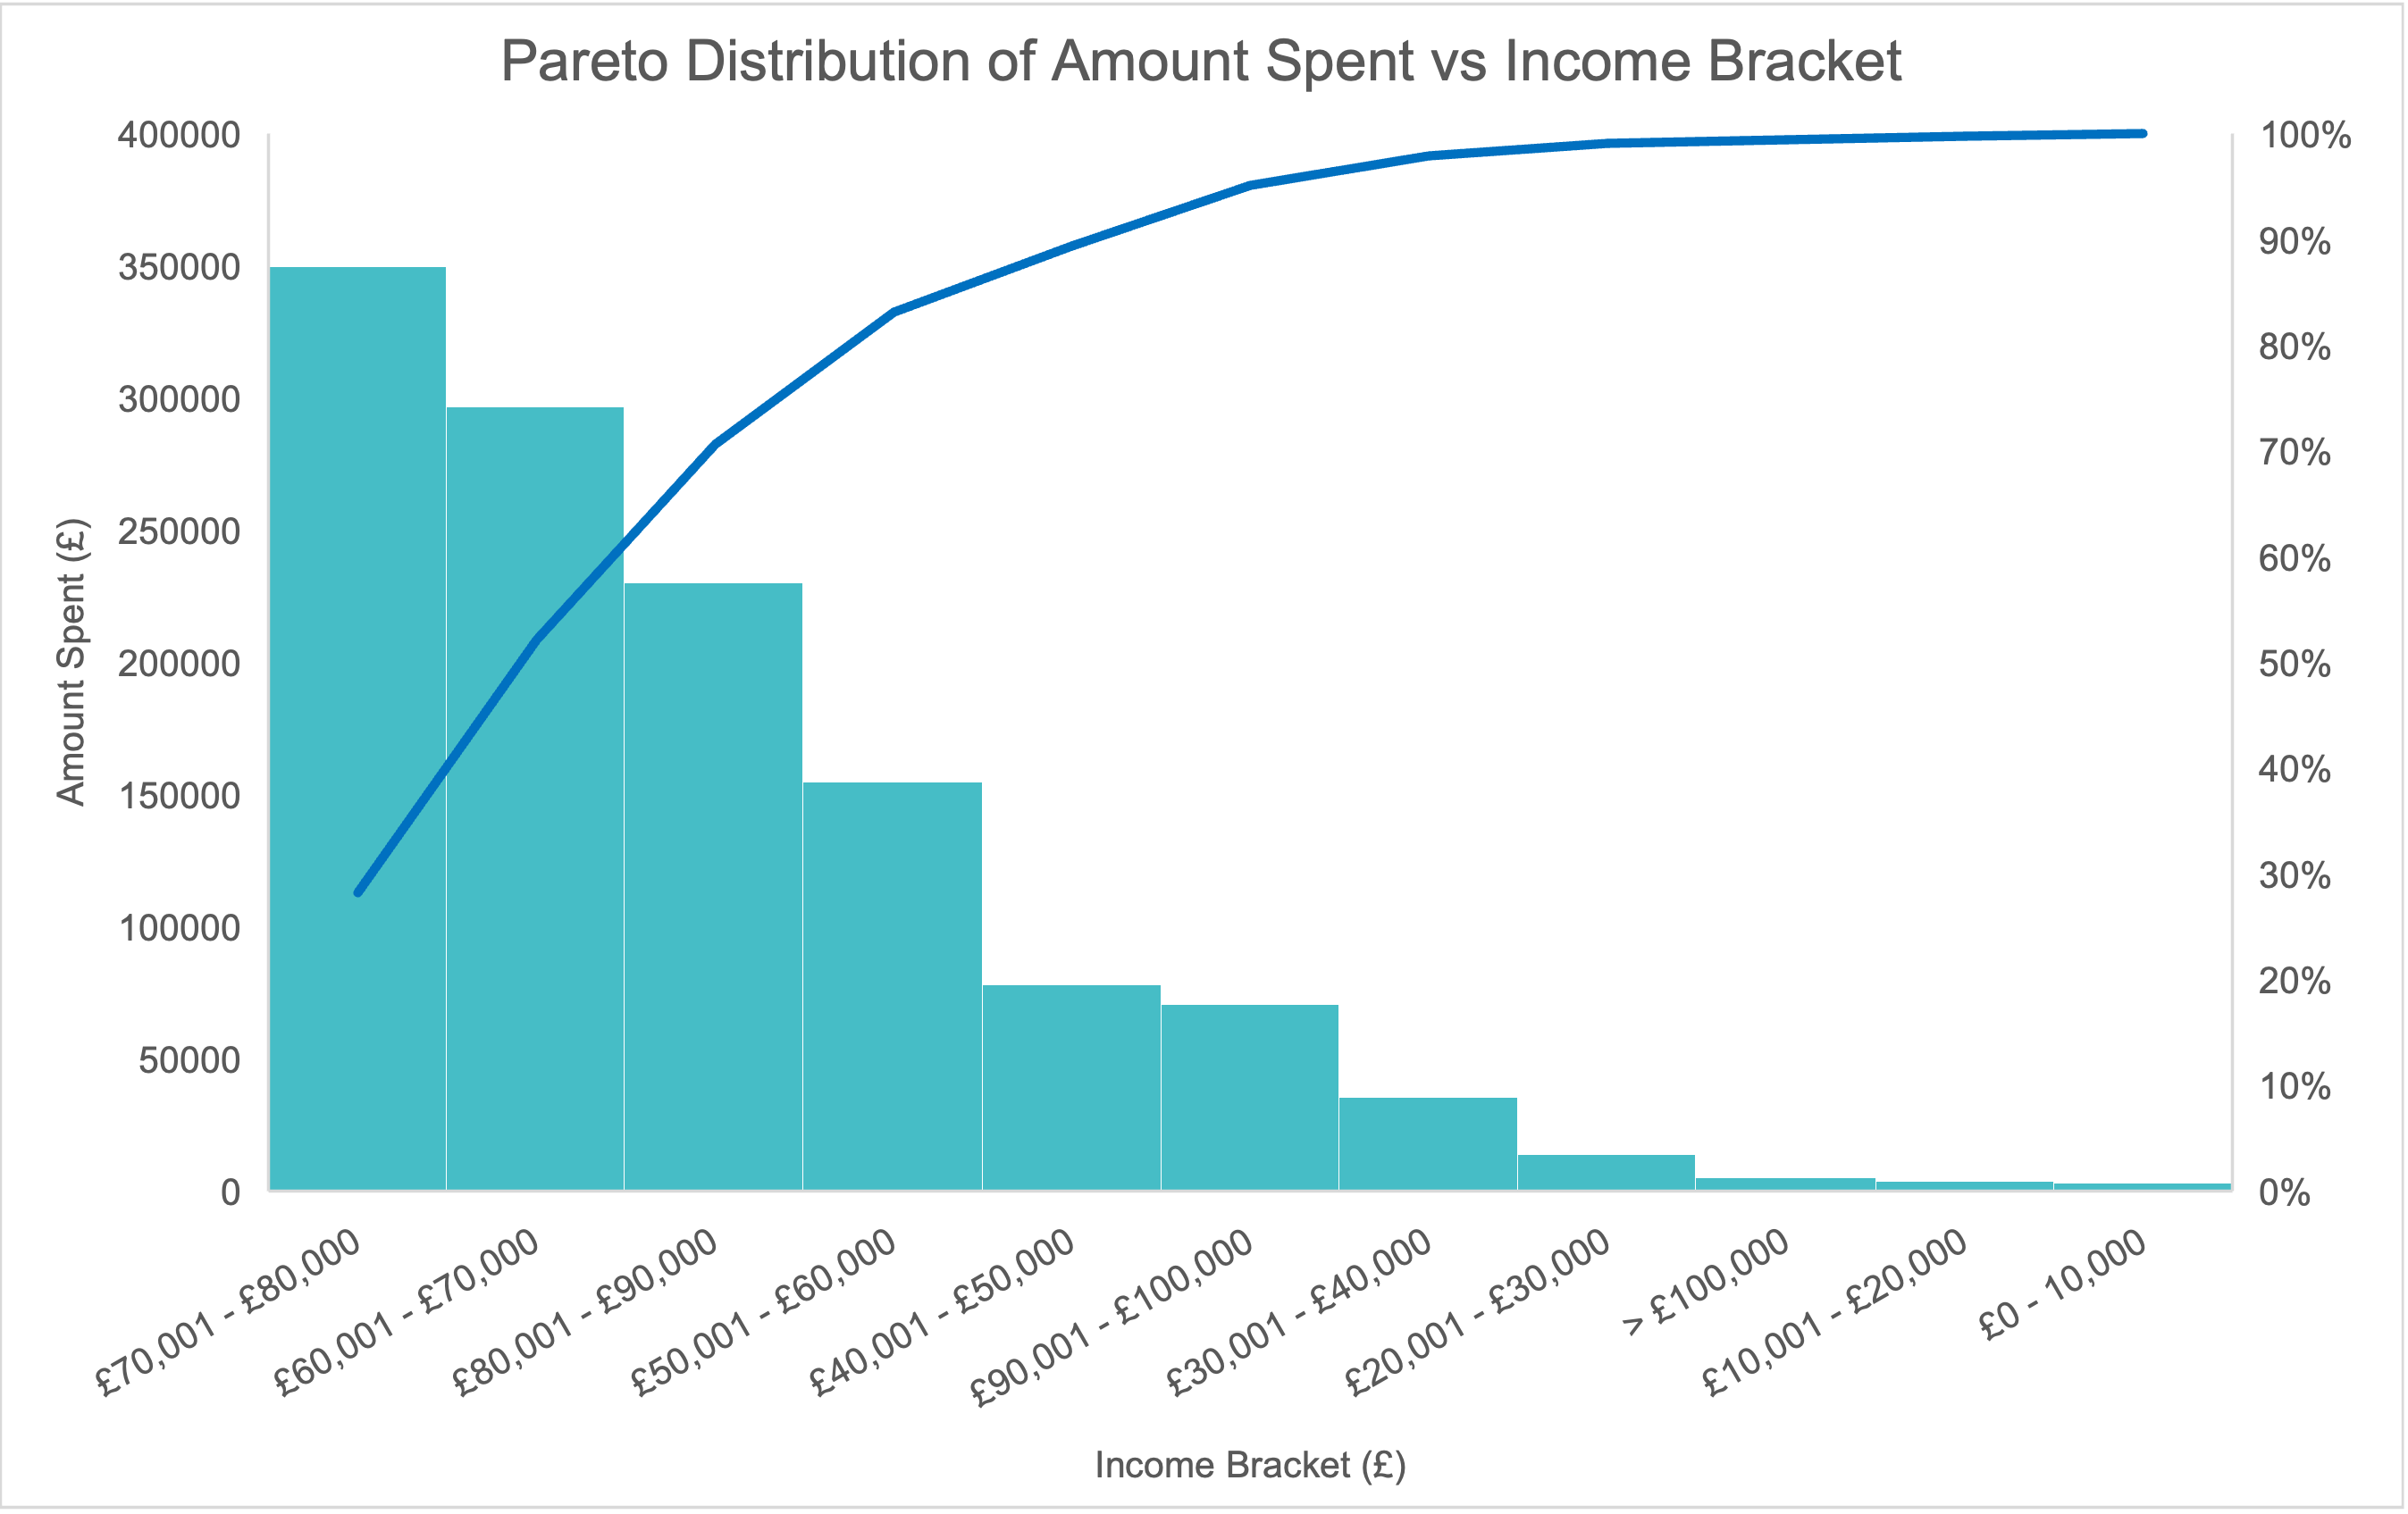 Pareto Distribution of Amount Spent vs Income Bracket
400000
350000
300000
250000
200000
150000
100000
50000
0
Amount Spent (£)
100%
90%
80%
70%
60%
50%
40%
30%
20%
10%
0%
£70,001 - £80,000
£60,001 - £70,000
£80,001 - £90,000
£50,001 - £60,000
£40,001 - £50,000
£90,001 - £100,000
£30,001 - £40,000
£20,001 - £30,000
> £100,000
£10,001 - £20,000
£0 - 10,000
Income Bracket (£)